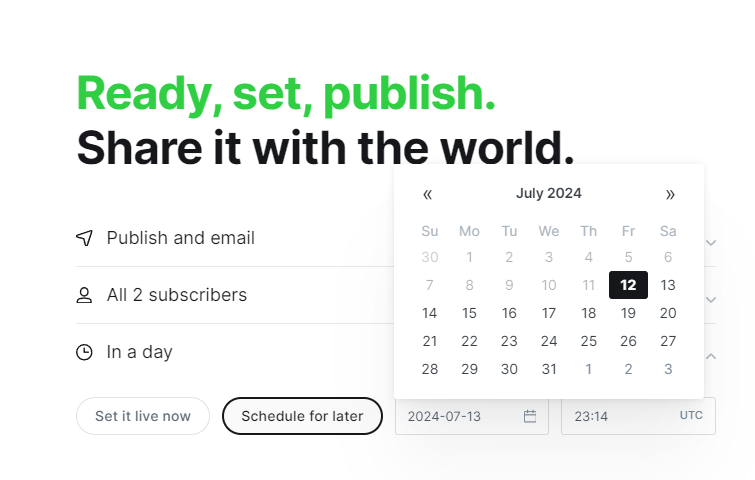 Ready, set, publish.
Share it with the world.
« July 2024 »
Su Mo Tu We Th Fr Sa
30 1 2 3 4 5 6
7 8 9 10 11 12 13
14 15 16 17 18 19 20
21 22 23 24 25 26 27
28 29 30 31 1 2 3
Publish and email
All 2 subscribers
In a day
Set it live now
Schedule for later
2024-07-13
23:14 UTC